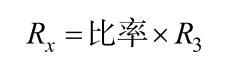 Rₓ = 比率 × R₃